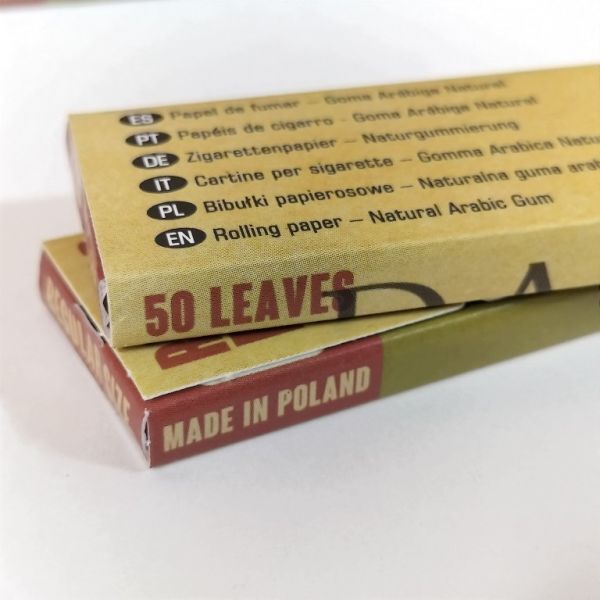 ES Papel de fumar – Goma Arábiga Natural
PT Papéis de cigarro - Goma Arábiga Natural
DE Zigarettenpapier – Naturgummierung
IT Cartine per sigarette – Gomma Arabica Natu
PL Bibułki papierosowe – Naturalna guma arab
EN Rolling paper – Natural Arabic Gum
50 LEAVES
REGULAR SIZE
MADE IN POLAND